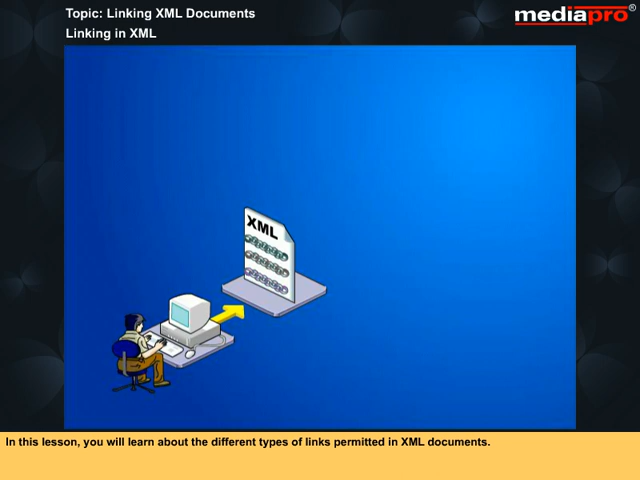 Topic: Linking XML Documents
mediapro®
Linking in XML
XML
In this lesson, you will learn about the different types of links permitted in XML documents.